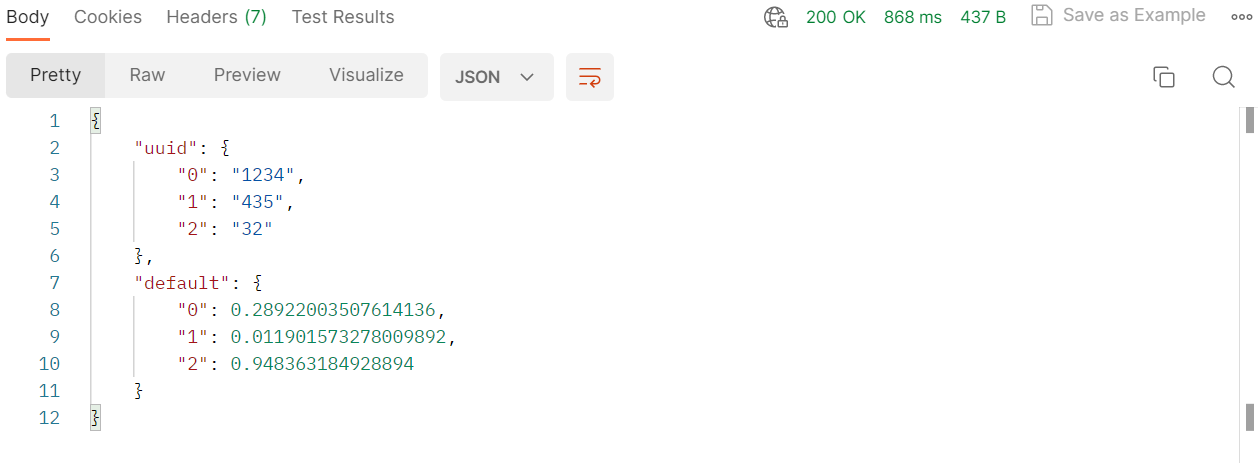 Body Cookies Headers (7) Test Results 200 OK 868 ms 437 B Save as Example
Pretty Raw Preview Visualize JSON
1 {
2 "uuid": {
3 "0": "1234",
4 "1": "435",
5 "2": "32"
6 },
7 "default": {
8 "0": 0.28922003507614136,
9 "1": 0.011901573278009892,
10 "2": 0.948363184928894
11 }
12 }